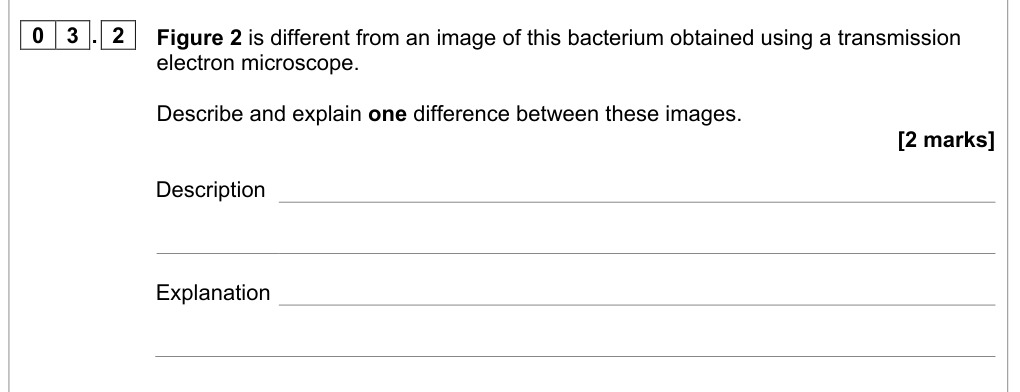 0 3 . 2 Figure 2 is different from an image of this bacterium obtained using a transmission
electron microscope.
Describe and explain one difference between these images.
[2 marks]
Description
Explanation